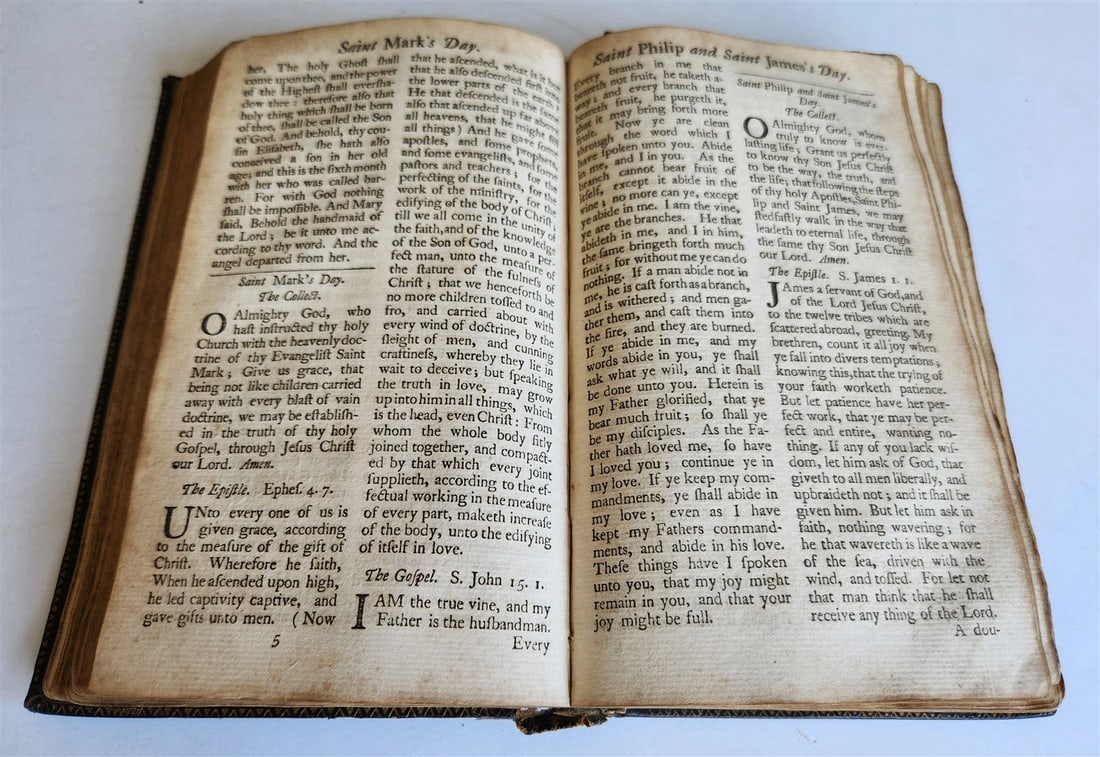 Saint Mark's Day.
her, The holy Ghoſt ſhall
come upon thee, and the power
of the Higheſt ſhall overſha-
dow thee: therefore alſo that
holy thing which ſhall be born
of thee, ſhall be called the Son
of God. And behold, thy cou-
ſin Eliſabeth, ſhe hath alſo
conceived a ſon in her old
age; and this is the ſixth month
with her who was called bar-
ren. For with God nothing
ſhall be impoſſible. And Mary
ſaid, Behold the handmaid of
the Lord; be it unto me ac-
cording to thy word. And the
angel departed from her.
Saint Mark's Day.
The Collect.
O Almighty God, who
haſt inſtructed thy holy
Church with the heavenly doc-
trine of thy Evangeliſt Saint
Mark; Give us grace, that
being not like children carried
away with every blaſt of vain
doctrine, we may be eſtabliſh-
ed in the truth of thy holy
Goſpel, through Jeſus Chriſt
our Lord. Amen.
The Epiſtle. Epheſ. 4. 7.
UNto every one of us is
given grace, according
to the meaſure of the gift of
Chriſt. Wherefore he ſaith,
When he aſcended upon high,
he led captivity captive, and
gave gifts unto men. (Now
5
that he aſcended, what is it but
that he alſo deſcended firſt into
the lower parts of the earth?
He that deſcended is the ſame
alſo that aſcended up far above
all heavens, that he might fill
all things) And he gave ſome
apoſtles, and ſome prophets,
and ſome evangeliſts, and ſome
paſtors and teachers; for the
perfecting of the ſaints, for the
work of the miniſtry, for the
edifying of the body of Chriſt;
till we all come in the unity of
the faith, and of the knowledge
of the Son of God, unto a per-
fect man, unto the meaſure of
the ſtature of the fulneſs of
Chriſt; that we henceforth be
no more children toſſed to and
fro, and carried about with
every wind of doctrine, by the
ſleight of men, and cunning
craftineſs, whereby they lie in
wait to deceive; but ſpeaking
the truth in love, may grow
up into him in all things, which
is the head, even Chriſt: From
whom the whole body fitly
joined together, and compact-
ed by that which every joint
ſupplieth, according to the ef-
fectual working in the meaſure
of every part, maketh increaſe
of the body, unto the edifying
of itſelf in love.
The Goſpel. S. John 15. 1.
I AM the true vine, and my
Father is the huſbandman.
Every
Saint Philip and Saint James's Day.
Every branch in me that
beareth not fruit, he taketh a-
way; and every branch that
beareth fruit, he purgeth it,
that it may bring forth more
fruit. Now ye are clean
through the word which I
have ſpoken unto you. Abide
in me, and I in you. As the
branch cannot bear fruit of
itſelf, except it abide in the
vine; no more can ye, except
ye abide in me. I am the vine,
ye are the branches. He that
abideth in me, and I in him,
the ſame bringeth forth much
fruit; for without me ye can do
nothing. If a man abide not in
me, he is caſt forth as a branch,
and is withered; and men ga-
ther them, and caſt them into
the fire, and they are burned.
If ye abide in me, and my
words abide in you, ye ſhall
ask what ye will, and it ſhall
be done unto you. Herein is
my Father glorified, that ye
bear much fruit; ſo ſhall ye
be my diſciples. As the Fa-
ther hath loved me, ſo have
I loved you; continue ye in
my love. If ye keep my com-
mandments, ye ſhall abide in
my love; even as I have
kept my Fathers command-
ments, and abide in his love.
Theſe things have I ſpoken
unto you, that my joy might
remain in you, and that your
joy might be full.
Saint Philip and Saint James's
Day.
The Collect.
O Almighty God, whom
truly to know is ever-
laſting life; Grant us perfectly
to know thy Son Jeſus Chriſt
to be the way, the truth, and
the life; that following the ſteps
of thy holy Apoſtles, Saint Phi-
lip and Saint James, we may
ſtedfaſtly walk in the way that
leadeth to eternal life, through
the ſame thy Son Jeſus Chriſt
our Lord. Amen.
The Epiſtle. S. James 1. 1.
JAmes a ſervant of God, and
of the Lord Jeſus Chriſt,
to the twelve tribes which are
ſcattered abroad, greeting. My
brethren, count it all joy when
ye fall into divers temptations;
knowing this, that the trying of
your faith worketh patience.
But let patience have her per-
fect work, that ye may be per-
fect and entire, wanting no-
thing. If any of you lack wiſ-
dom, let him ask of God, that
giveth to all men liberally, and
upbraideth not; and it ſhall be
given him. But let him ask in
faith, nothing wavering; for
he that wavereth is like a wave
of the ſea, driven with the
wind, and toſſed. For let not
that man think that he ſhall
receive any thing of the Lord.
A dou-